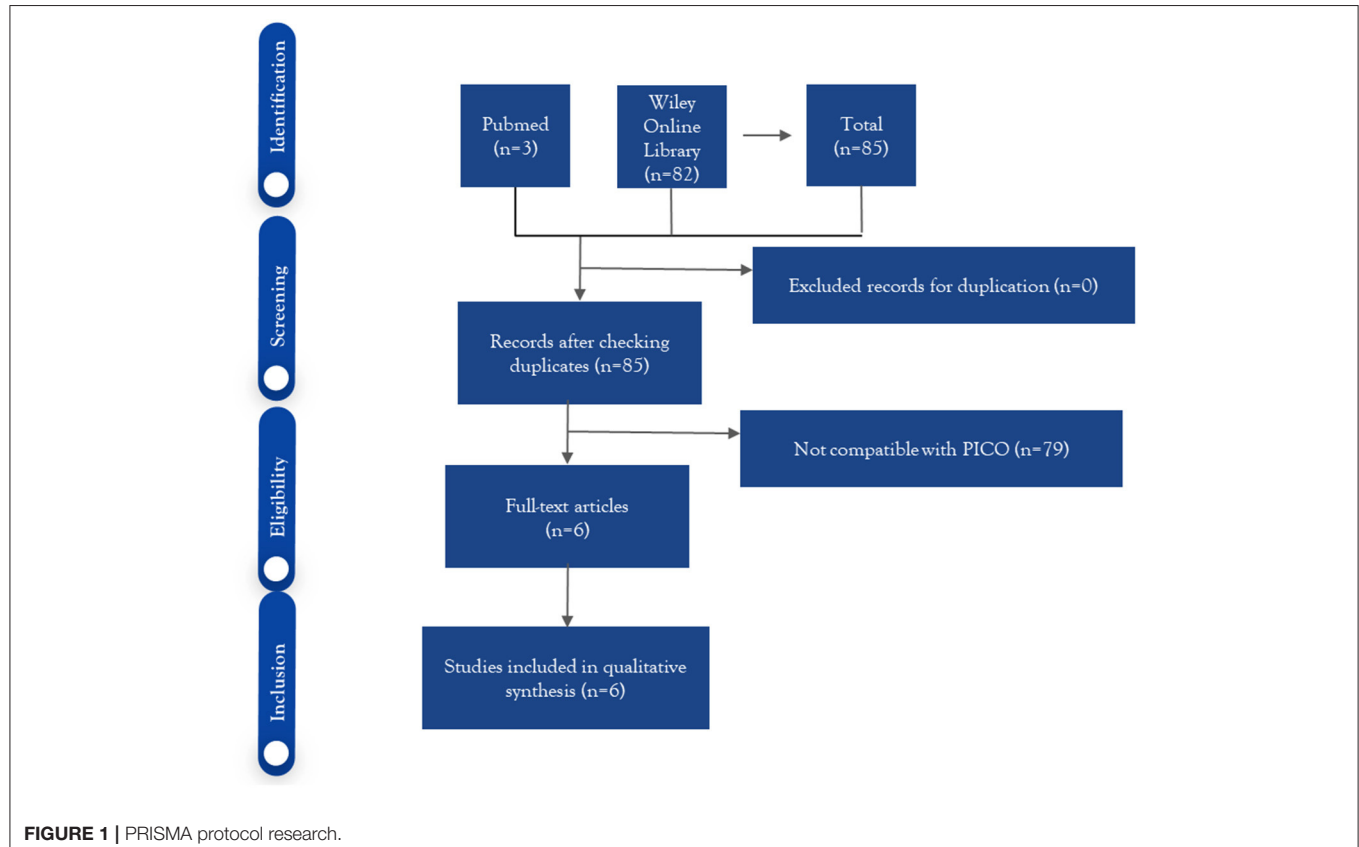 Identification
Pubmed
(n=3)
Wiley
Online
Library
(n=82)
Total
(n=85)
Screening
Excluded records for duplication (n=0)
Records after checking
duplicates (n=85)
Eligibility
Not compatible with PICO (n=79)
Full-text articles
(n=6)
Inclusion
Studies included in qualitative
synthesis (n=6)
FIGURE 1 | PRISMA protocol research.